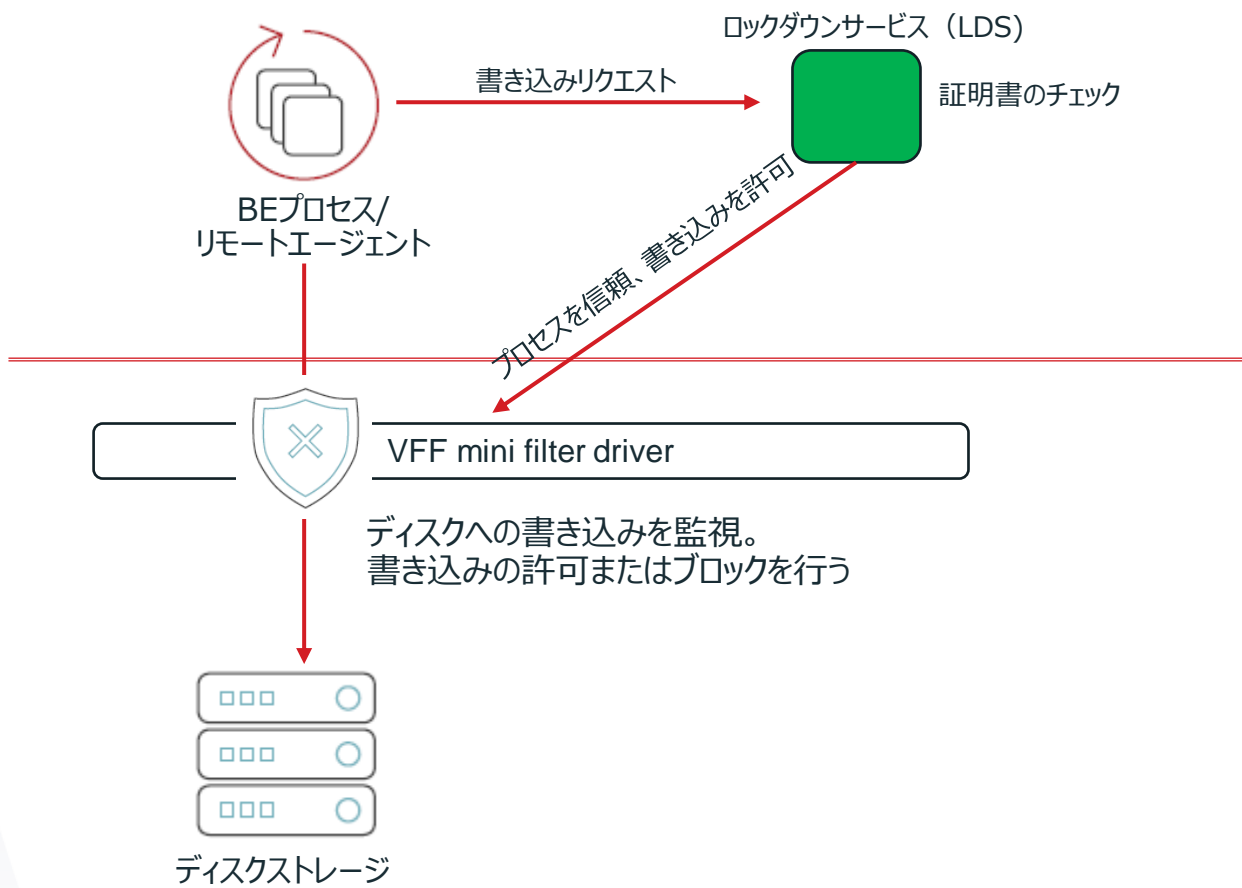 ロックダウンサービス（LDS)
書き込みリクエスト
証明書のチェック
BEプロセス/
リモートエージェント
プロセスを信頼、書き込みを許可
VFF mini filter driver
ディスクへの書き込みを監視。
書き込みの許可またはブロックを行う
ディスクストレージ